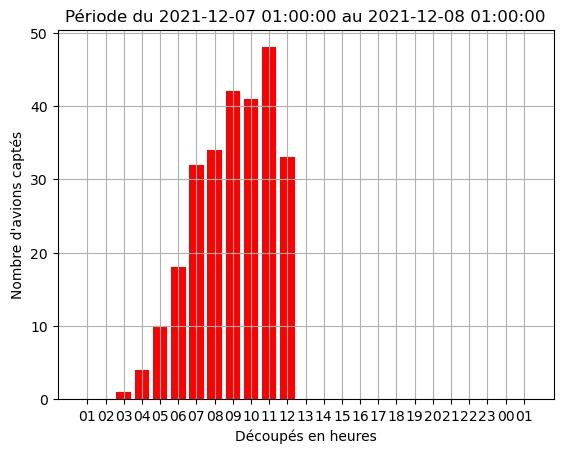 Période du 2021-12-07 01:00:00 au 2021-12-08 01:00:00
50
40
30
20
10
0
Nombre d'avions captés
01 02 03 04 05 06 07 08 09 10 11 12 13 14 15 16 17 18 19 20 21 22 23 00 01
Découpés en heures